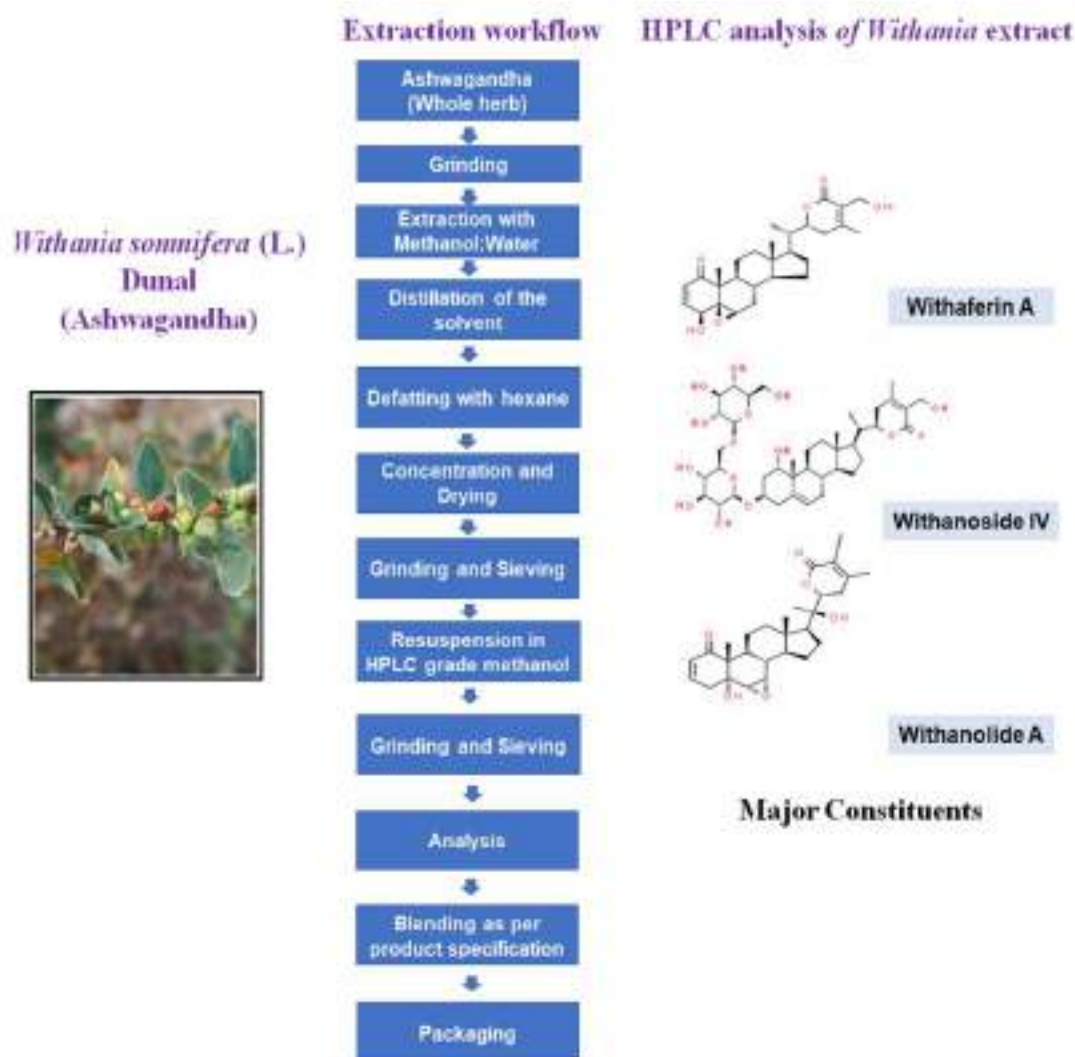 Extraction workflow
HPLC analysis of Withania extract
Withania somnifera (L.)
Dunal
(Ashwagandha)
Ashwagandha
(Whole herb)
Grinding
Extraction with
Methanol:Water
Distillation of the
solvent
Defatting with hexane
Concentration and
Drying
Grinding and Sieving
Resuspension in
HPLC grade methanol
Grinding and Sieving
Analysis
Blending as per
product specification
Packaging
Withaferin A
Withanoside IV
Withanolide A
Major Constituents